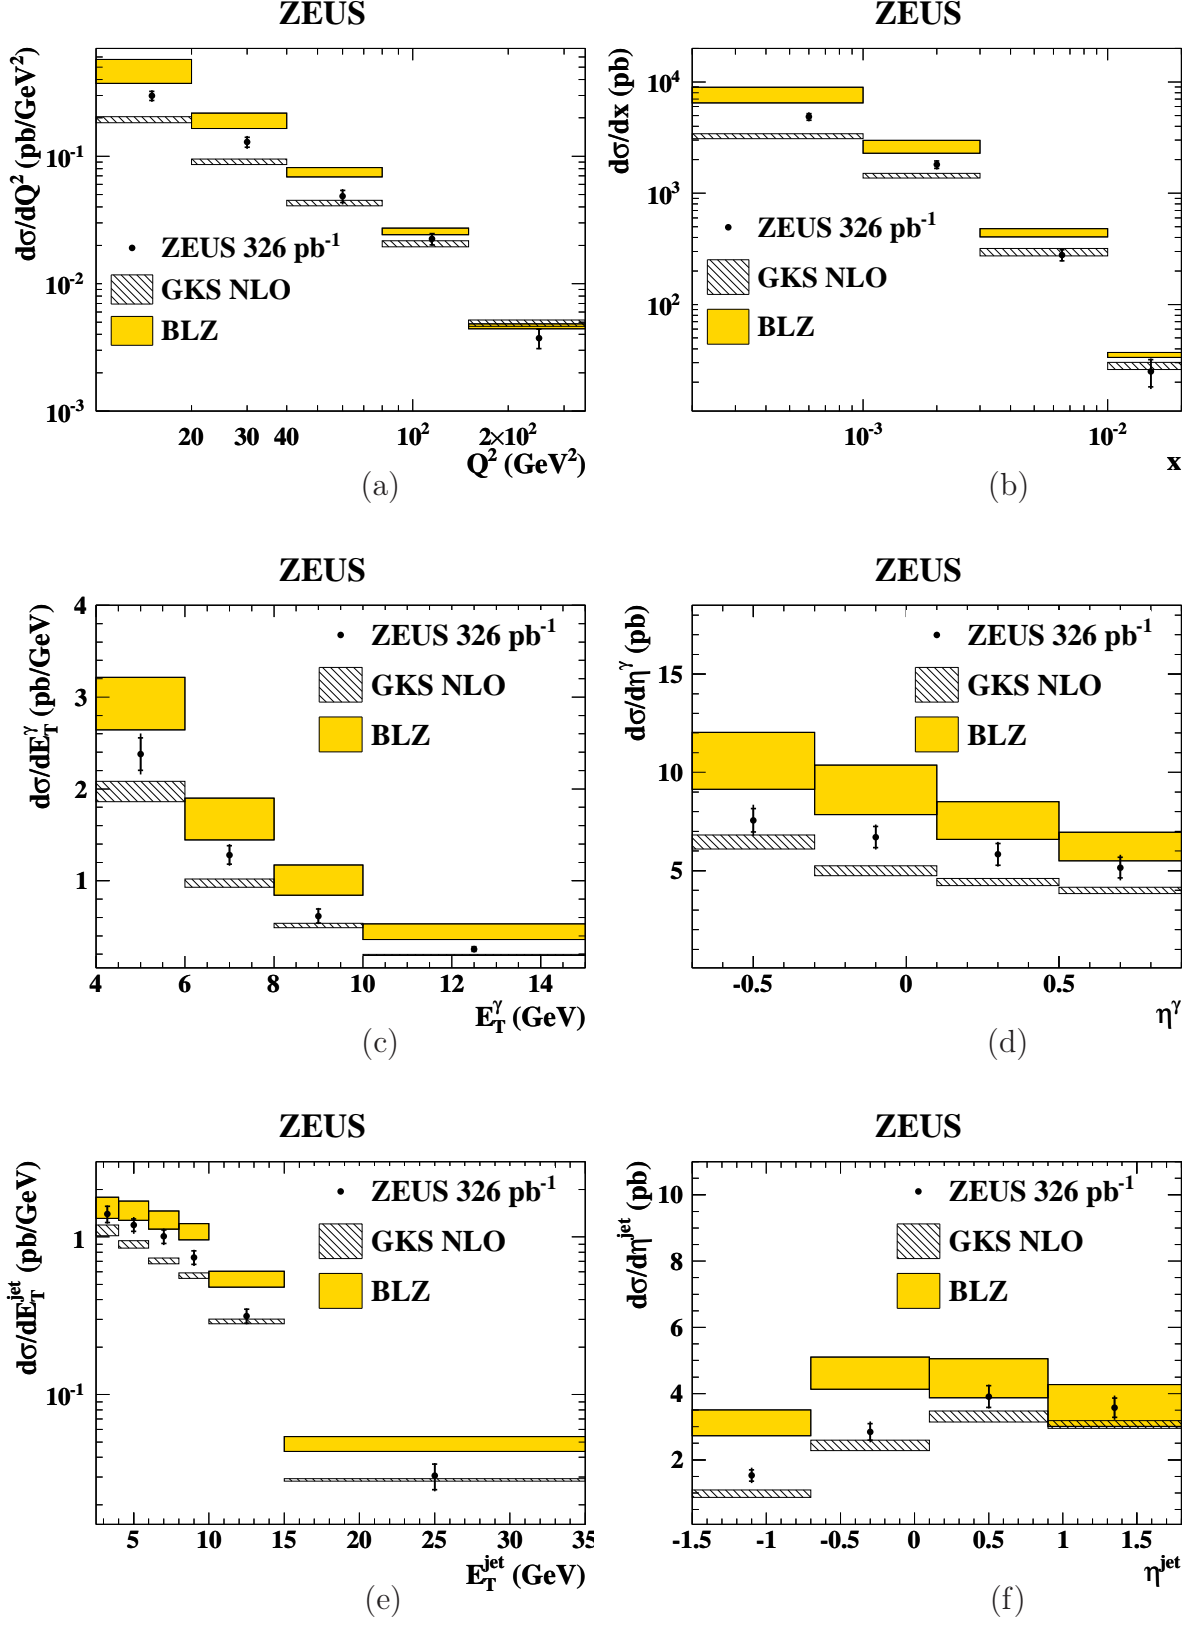 ZEUS
dσ/dQ² (pb/GeV²)
10⁻¹
10⁻²
10⁻³
ZEUS 326 pb⁻¹
GKS NLO
BLZ
20 30 40 10² 2×10²
Q² (GeV²)
(a)
ZEUS
dσ/dx (pb)
10⁴
10³
10²
ZEUS 326 pb⁻¹
GKS NLO
BLZ
10⁻³ 10⁻²
x
(b)
ZEUS
dσ/dE_T^γ (pb/GeV)
4
3
2
1
ZEUS 326 pb⁻¹
GKS NLO
BLZ
4 6 8 10 12 14
E_T^γ (GeV)
(c)
ZEUS
dσ/dη^γ (pb)
15
10
5
0
ZEUS 326 pb⁻¹
GKS NLO
BLZ
-0.5 0 0.5
η^γ
(d)
ZEUS
dσ/dE_T^jet (pb/GeV)
1
10⁻¹
ZEUS 326 pb⁻¹
GKS NLO
BLZ
5 10 15 20 25 30 35
E_T^jet (GeV)
(e)
ZEUS
dσ/dη^jet (pb)
10
8
6
4
2
ZEUS 326 pb⁻¹
GKS NLO
BLZ
-1.5 -1 -0.5 0 0.5 1 1.5
η^jet
(f)